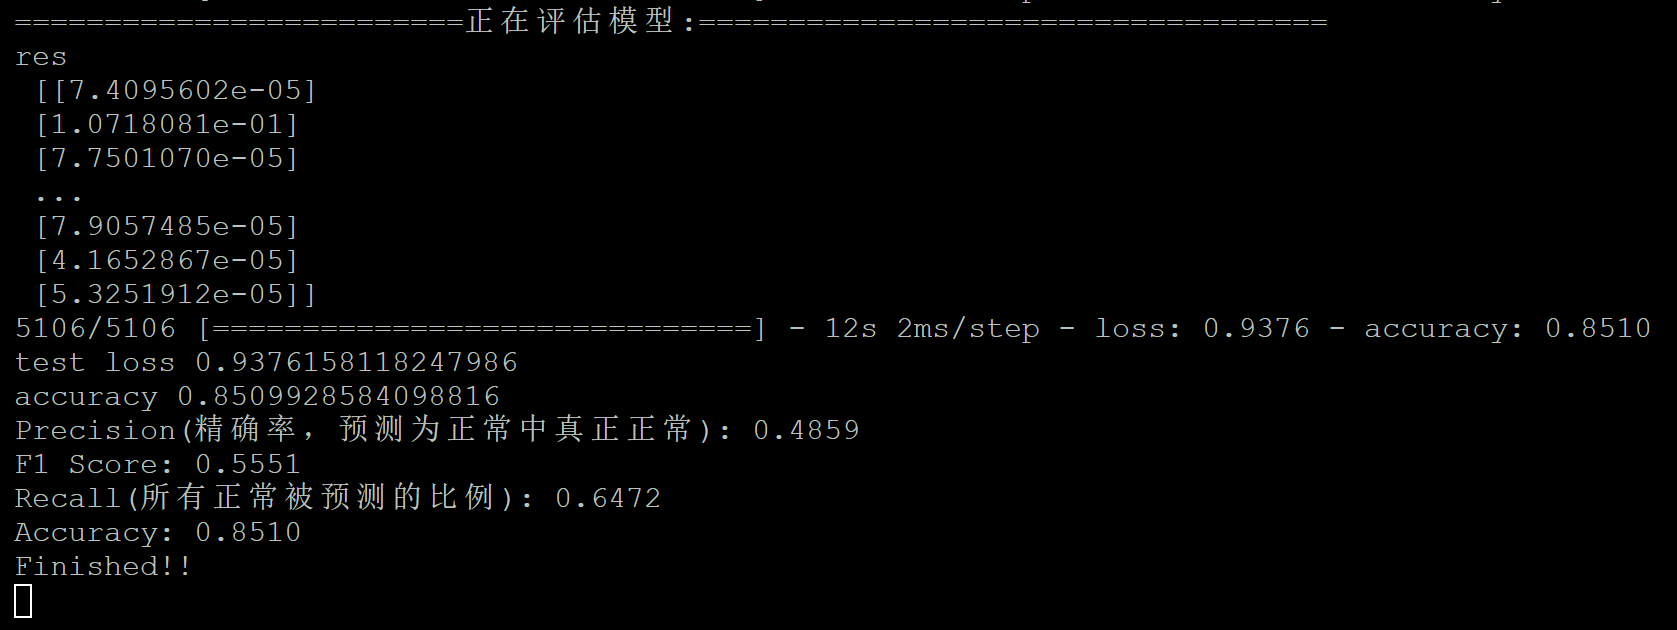 =========================正在评估模型:===================================
res
[[7.4095602e-05]
[1.0718081e-01]
[7.7501070e-05]
...
[7.9057485e-05]
[4.1652867e-05]
[5.3251912e-05]]
5106/5106 [==============================] - 12s 2ms/step - loss: 0.9376 - accuracy: 0.8510
test loss 0.9376158118247986
accuracy 0.8509928584098816
Precision(精确率，预测为正常中真正正常): 0.4859
F1 Score: 0.5551
Recall(所有正常被预测的比例): 0.6472
Accuracy: 0.8510
Finished!!